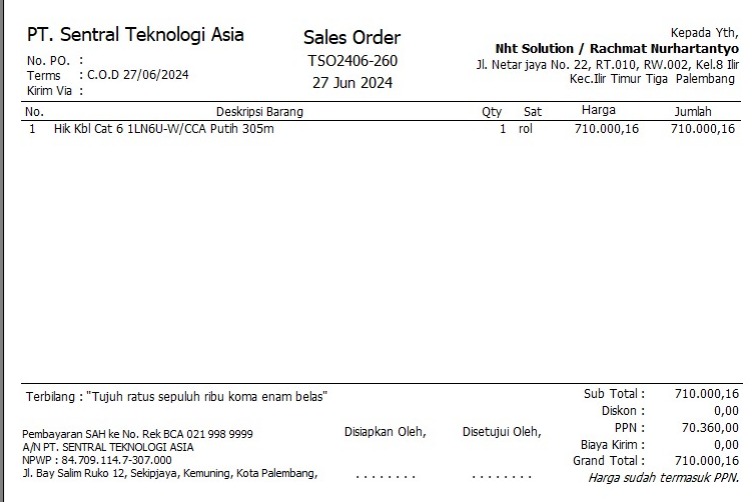 PT. Sentral Teknologi Asia
No. PO. :
Terms : C.O.D 27/06/2024
Kirim Via :
Sales Order
TSO2406-260
27 Jun 2024
Kepada Yth,
Nht Solution / Rachmat Nurhartantyo
Jl. Netar jaya No. 22, RT.010, RW.002, Kel.8 Ilir
Kec.Ilir Timur Tiga Palembang
No. Deskripsi Barang Qty Sat Harga Jumlah
1 Hik Kbl Cat 6 1LN6U-W/CCA Putih 305m 1 rol 710.000,16 710.000,16
Terbilang : "Tujuh ratus sepuluh ribu koma enam belas"
Pembayaran SAH ke No. Rek BCA 021 998 9999
A/N PT. SENTRAL TEKNOLOGI ASIA
NPWP : 84.709.114.7-307.000
Jl. Bay Salim Ruko 12, Sekipjaya, Kemuning, Kota Palembang,
Disiapkan Oleh,
. . . . . . . .
Disetujui Oleh,
. . . . . . . .
Sub Total : 710.000,16
Diskon : 0,00
PPN : 70.360,00
Biaya Kirim : 0,00
Grand Total : 710.000,16
Harga sudah termasuk PPN.